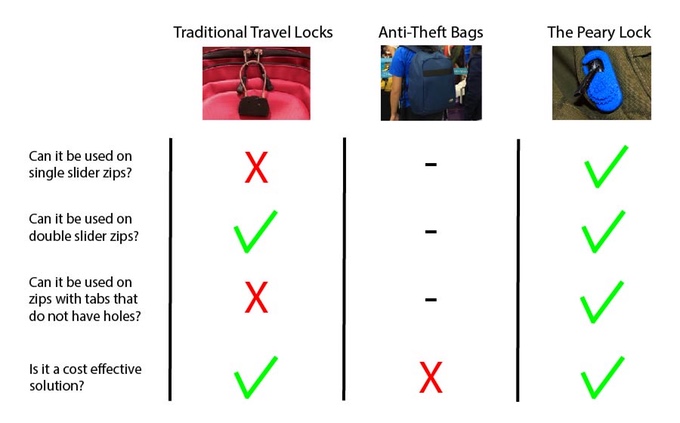 Traditional Travel Locks
Anti-Theft Bags
The Peary Lock
Can it be used on
single slider zips?
X
-
Can it be used on
double slider zips?
-
Can it be used on
zips with tabs that
do not have holes?
X
-
Is it a cost effective
solution?
X